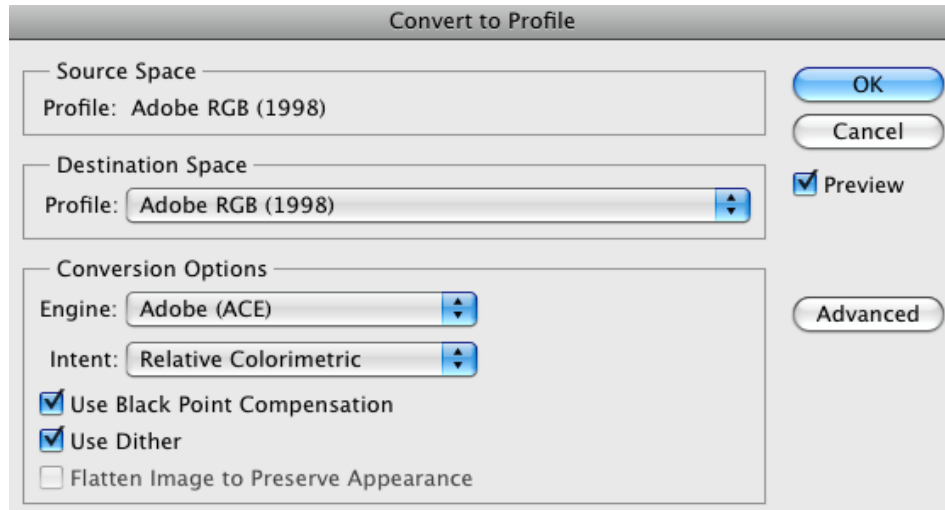 Convert to Profile
Source Space
Profile: Adobe RGB (1998)
OK
Cancel
Preview
Destination Space
Profile: Adobe RGB (1998)
Conversion Options
Engine: Adobe (ACE)
Advanced
Intent: Relative Colorimetric
Use Black Point Compensation
Use Dither
Flatten Image to Preserve Appearance